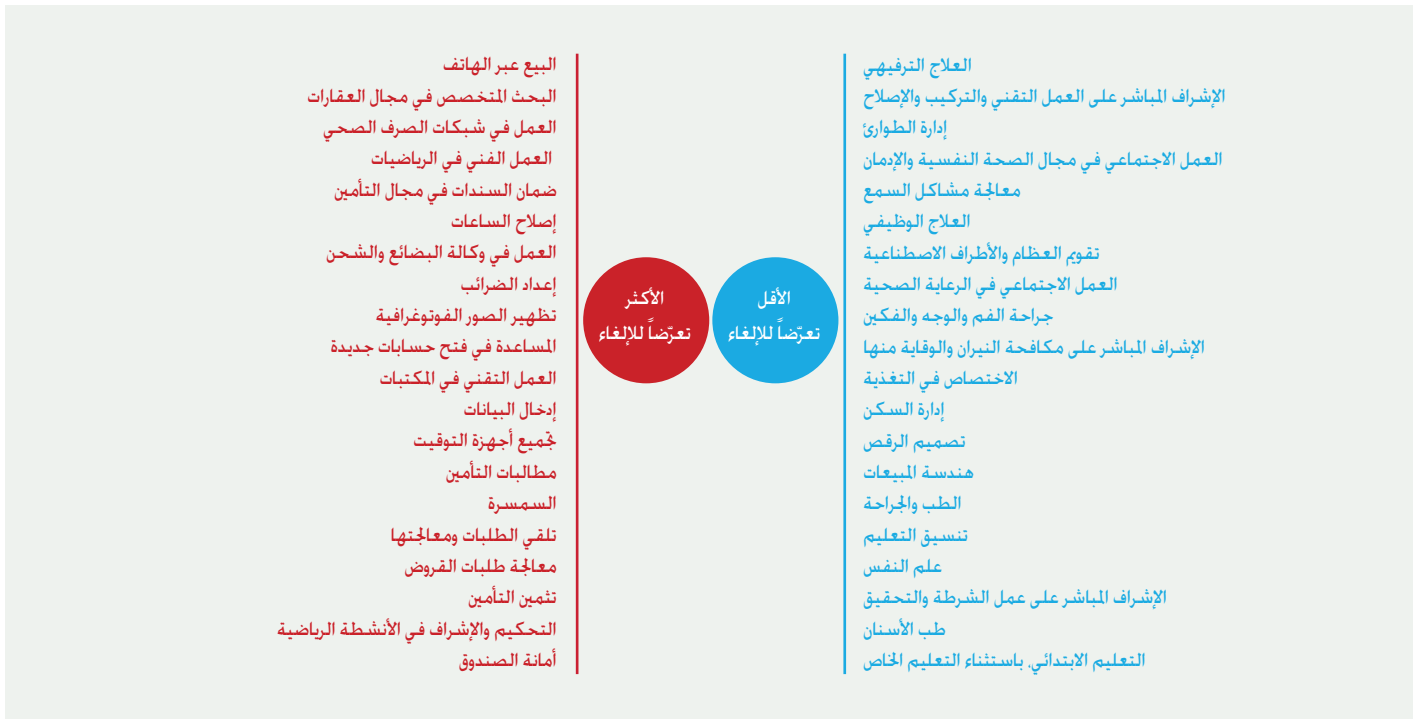 العلاج الترفيهي
الإشراف المباشر على العمل التقني والتركيب والإصلاح
إدارة الطوارئ
العمل الاجتماعي في مجال الصحة النفسية والإدمان
معالجة مشاكل السمع
العلاج الوظيفي
تقويم العظام والأطراف الاصطناعية
العمل الاجتماعي في الرعاية الصحية
جراحة الفم والوجه والفكين
الإشراف المباشر على مكافحة النيران والوقاية منها
الاختصاص في التغذية
إدارة السكن
تصميم الرقص
هندسة المبيعات
الطب والجراحة
تنسيق التعليم
علم النفس
الإشراف المباشر على عمل الشرطة والتحقيق
طب الأسنان
التعليم الابتدائي، باستثناء التعليم الخاص
الأقل
تعرّضاً للإلغاء
الأكثر
تعرّضاً للإلغاء
البيع عبر الهاتف
البحث المتخصص في مجال العقارات
العمل في شبكات الصرف الصحي
العمل الفني في الرياضيات
ضمان السندات في مجال التأمين
إصلاح الساعات
العمل في وكالة البضائع والشحن
إعداد الضرائب
تظهير الصور الفوتوغرافية
المساعدة في فتح حسابات جديدة
العمل التقني في المكتبات
إدخال البيانات
تجميع أجهزة التوقيت
مطالبات التأمين
السمسرة
تلقي الطلبات ومعالجتها
معالجة طلبات القروض
تثمين التأمين
التحكيم والإشراف في الأنشطة الرياضية
أمانة الصندوق